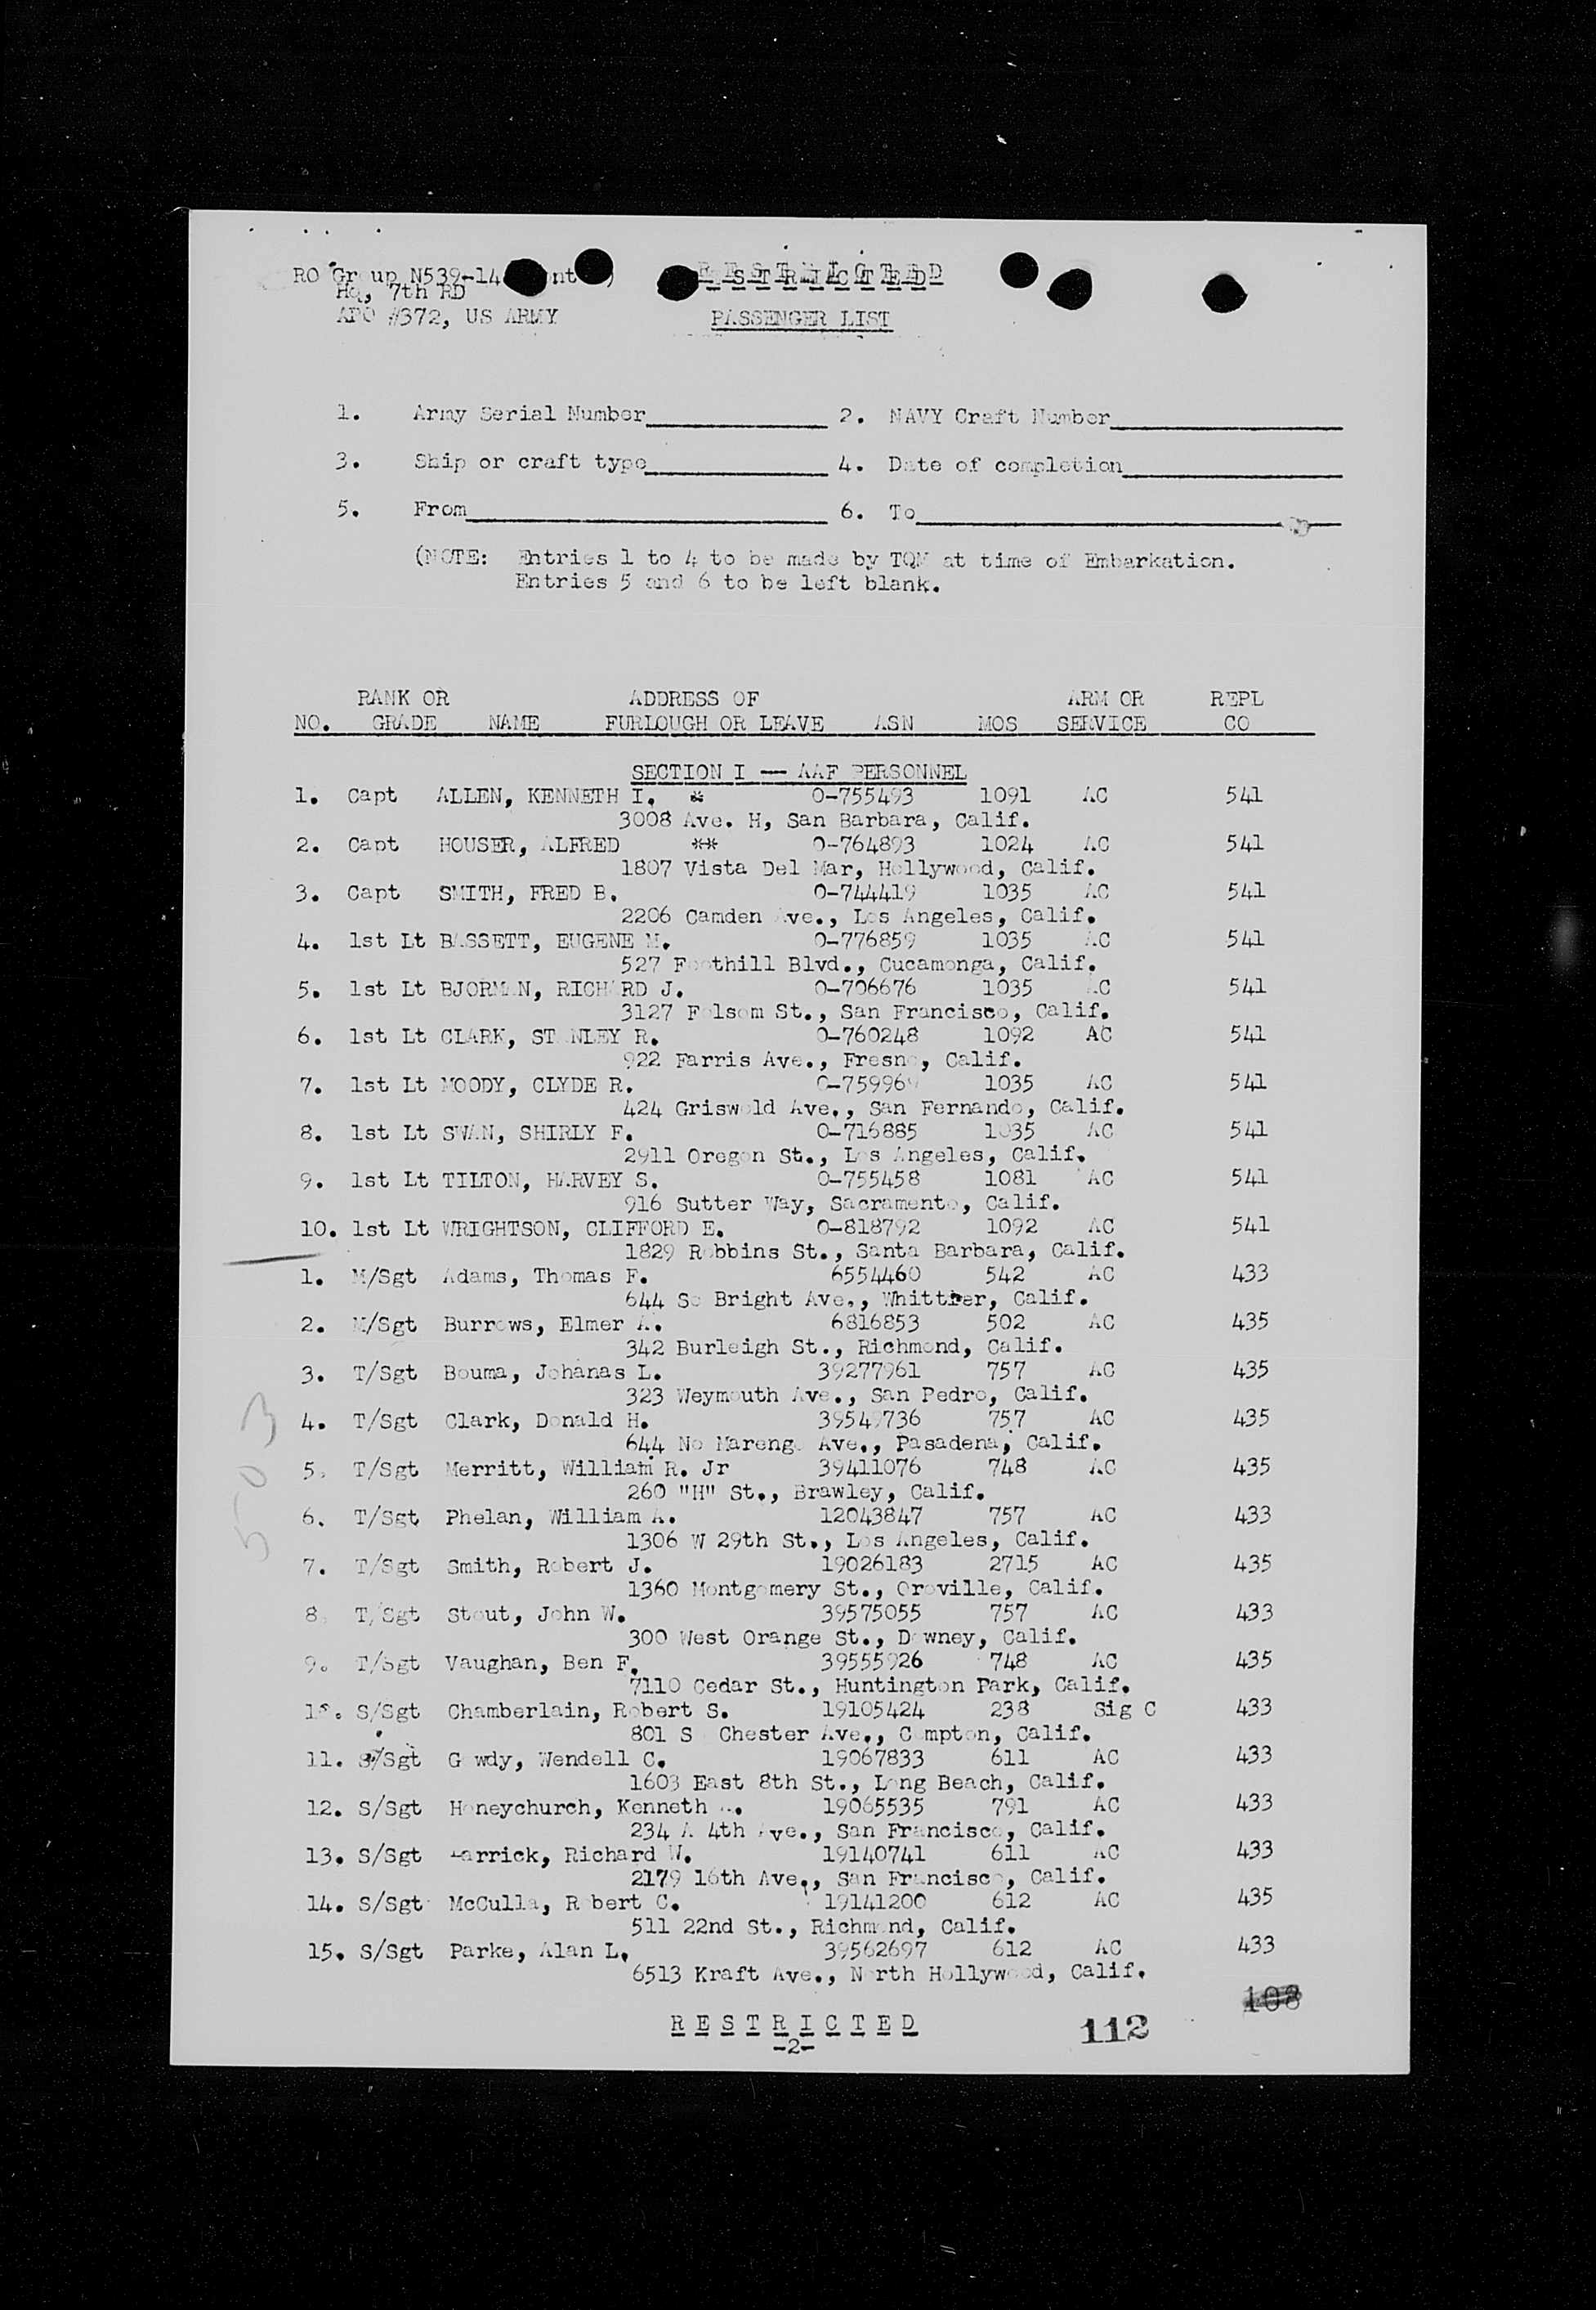 RO Group N539-14
RESTRICTED
Hq, 7th RD
APO #372, US ARMY
PASSENGER LIST
1. Army Serial Number 2. NAVY Craft Number
3. Ship or craft type 4. Date of completion
5. From 6. To
(NOTE: Entries 1 to 4 to be made by TQM at time of Embarkation.
Entries 5 and 6 to be left blank.
RANK OR ADDRESS OF ARM OR REPL
NO. GRADE NAME FURLOUGH OR LEAVE ASN MOS SERVICE CO
SECTION I — AAF PERSONNEL
1. Capt ALLEN, KENNETH I. * O-755493 1091 AC 541
3008 Ave. H, San Barbara, Calif.
2. Capt HOUSER, ALFRED ** O-764893 1024 AC 541
1807 Vista Del Mar, Hollywood, Calif.
3. Capt SMITH, FRED B. O-744419 1035 AC 541
2206 Camden Ave., Los Angeles, Calif.
4. 1st Lt BASSETT, EUGENE M. O-776859 1035 AC 541
527 Foothill Blvd., Cucamonga, Calif.
5. 1st Lt BJORMAN, RICHARD J. O-706676 1035 AC 541
3127 Folsom St., San Francisco, Calif.
6. 1st Lt CLARK, STANLEY R. O-760248 1092 AC 541
922 Farris Ave., Fresno, Calif.
7. 1st Lt MOODY, CLYDE R. O-759969 1035 AC 541
424 Griswold Ave., San Fernando, Calif.
8. 1st Lt SWAN, SHIRLY F. O-716885 1035 AC 541
2911 Oregon St., Los Angeles, Calif.
9. 1st Lt TILTON, HARVEY S. O-755458 1081 AC 541
916 Sutter Way, Sacramento, Calif.
10. 1st Lt WRIGHTSON, CLIFFORD E. O-818792 1092 AC 541
1829 Robbins St., Santa Barbara, Calif.
1. M/Sgt Adams, Thomas F. 6554460 542 AC 433
644 So Bright Ave., Whittier, Calif.
2. M/Sgt Burrows, Elmer A. 6816853 502 AC 435
342 Burleigh St., Richmond, Calif.
3. T/Sgt Bouma, Johanas L. 39277961 757 AC 435
323 Weymouth Ave., San Pedro, Calif.
4. T/Sgt Clark, Donald H. 39549736 757 AC 435
644 No Marengo Ave., Pasadena, Calif.
5. T/Sgt Merritt, William R. Jr 39411076 748 AC 435
260 "H" St., Brawley, Calif.
6. T/Sgt Phelan, William A. 12043847 757 AC 433
1306 W 29th St., Los Angeles, Calif.
7. T/Sgt Smith, Robert J. 19026183 2715 AC 435
1360 Montgomery St., Oroville, Calif.
8. T/Sgt Stout, John W. 39575055 757 AC 433
300 West Orange St., Downey, Calif.
9. T/Sgt Vaughan, Ben F. 39555926 748 AC 435
7110 Cedar St., Huntington Park, Calif.
10. S/Sgt Chamberlain, Robert S. 19105424 238 Sig C 433
801 S Chester Ave., Compton, Calif.
11. S/Sgt Gowdy, Wendell C. 19067833 611 AC 433
1603 East 8th St., Long Beach, Calif.
12. S/Sgt Honeychurch, Kenneth 19065535 791 AC 433
234 A 4th Ave., San Francisco, Calif.
13. S/Sgt Richard W. 19140741 611 AC 433
2179 16th Ave., San Francisco, Calif.
14. S/Sgt McCulla, Robert C. 19141200 612 AC 435
511 22nd St., Richmond, Calif.
15. S/Sgt Parke, Alan L. 39562697 612 AC 433
6513 Kraft Ave., North Hollywood, Calif.
503
108
RESTRICTED
112
-2-